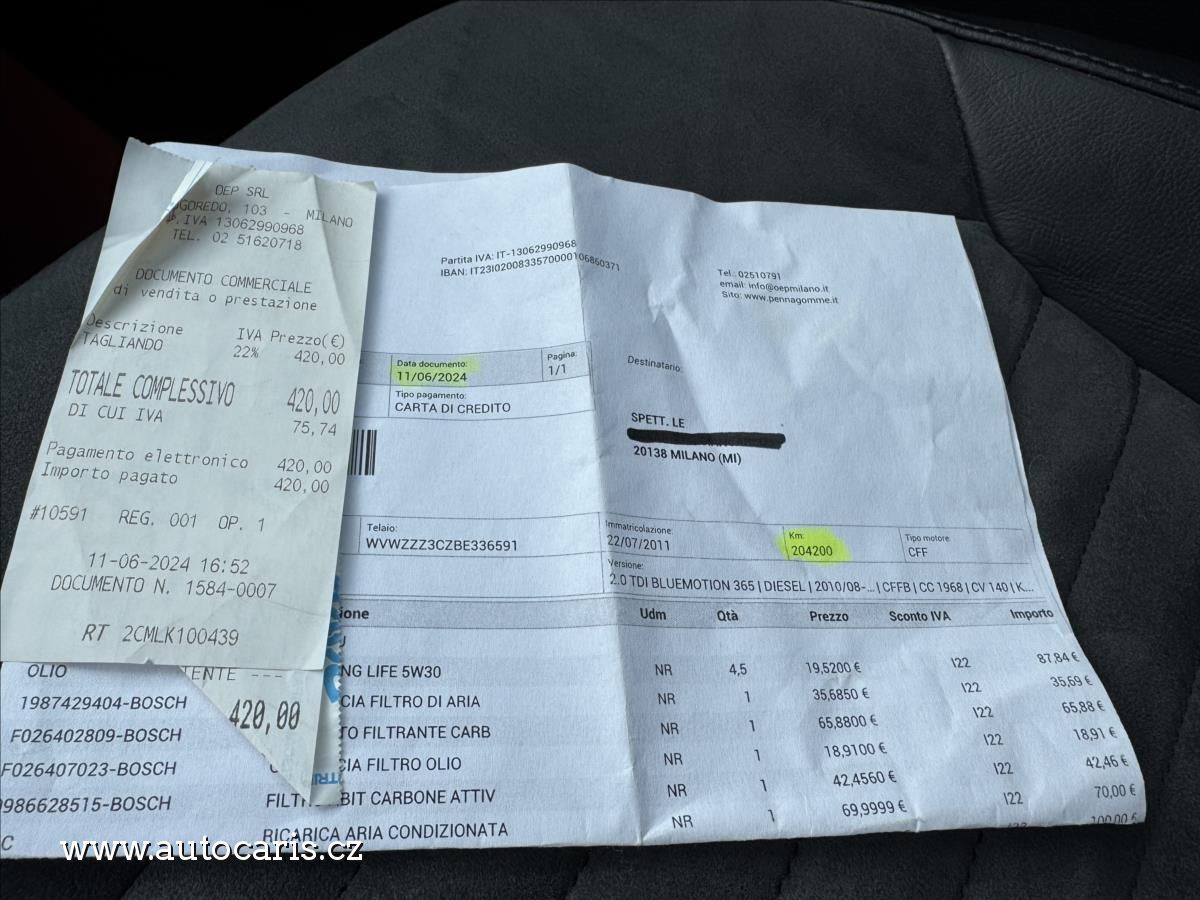 OEP SRL
GOREDO, 103 - MILANO
P.IVA 13062990968
TEL. 02 51620718
DOCUMENTO COMMERCIALE
di vendita o prestazione
Descrizione IVA Prezzo(€)
TAGLIANDO 22% 420,00
TOTALE COMPLESSIVO 420,00
DI CUI IVA 75,74
Pagamento elettronico 420,00
Importo pagato 420,00
#10591 REG. 001 OP. 1
11-06-2024 16:52
DOCUMENTO N. 1584-0007
RT 2CMLK100439
TENTE ---
420,00
Partita IVA: IT-13062990968
IBAN: IT23I0200833570000106860371
Tel.: 02510791
email: info@oepmilano.it
Sito: www.pennagomme.it
Data documento: Pagina:
11/06/2024 1/1
Tipo pagamento:
CARTA DI CREDITO
Destinatario:
SPETT. LE
20138 MILANO (MI)
Telaio: Immatricolazione: Km: Tipo motore:
WVWZZZ3CZBE336591 22/07/2011 204200 CFF
Versione:
2.0 TDI BLUEMOTION 365 | DIESEL | 2010/08-... | CFFB | CC 1968 | CV 140 | K...
ione Udm Qtà Prezzo Sconto IVA Importo
OLIO NG LIFE 5W30 NR 4,5 19,5200 € I22 87,84 €
1987429404-BOSCH CIA FILTRO DI ARIA NR 1 35,6850 € I22 35,69 €
F026402809-BOSCH TO FILTRANTE CARB NR 1 65,8800 € I22 65,88 €
F026407023-BOSCH CIA FILTRO OLIO NR 1 18,9100 € I22 18,91 €
0986628515-BOSCH FILTR BIT CARBONE ATTIV NR 1 42,4560 € I22 42,46 €
C RICARICA ARIA CONDIZIONATA NR 1 69,9999 € I22 70,00 €
I22 100,00 €
www.autocaris.cz